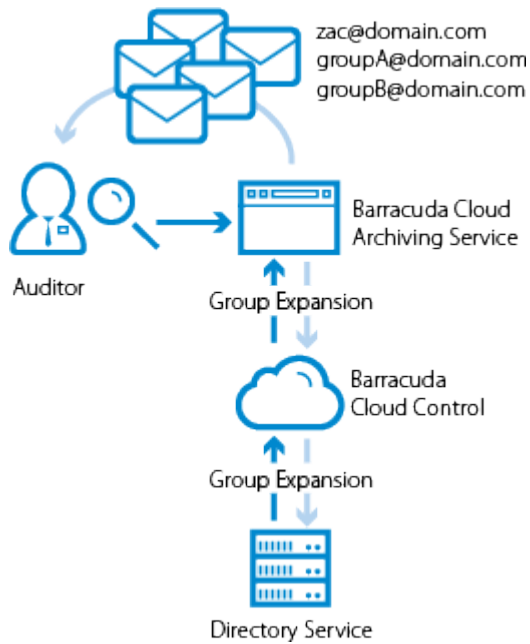 zac@domain.com
groupA@domain.com
groupB@domain.com
Barracuda Cloud
Archiving Service
Auditor
Group Expansion
Barracuda
Cloud Control
Group Expansion
Directory Service